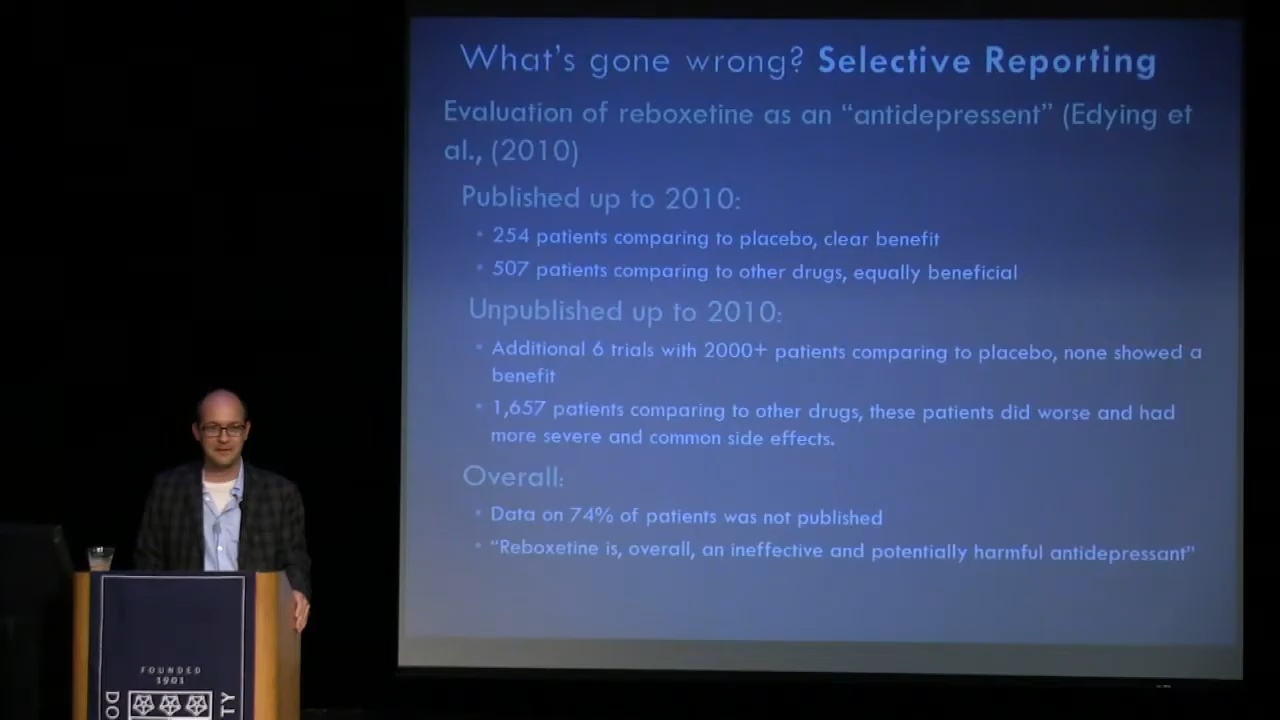 What's gone wrong? Selective Reporting
Evaluation of reboxetine as an “antidepressent” (Edying et
al., (2010)
Published up to 2010:
• 254 patients comparing to placebo, clear benefit
• 507 patients comparing to other drugs, equally beneficial
Unpublished up to 2010:
• Additional 6 trials with 2000+ patients comparing to placebo, none showed a
benefit
• 1,657 patients comparing to other drugs, these patients did worse and had
more severe and common side effects.
Overall:
• Data on 74% of patients was not published
• “Reboxetine is, overall, an ineffective and potentially harmful antidepressant”
FOUNDED
1901
DO
TY